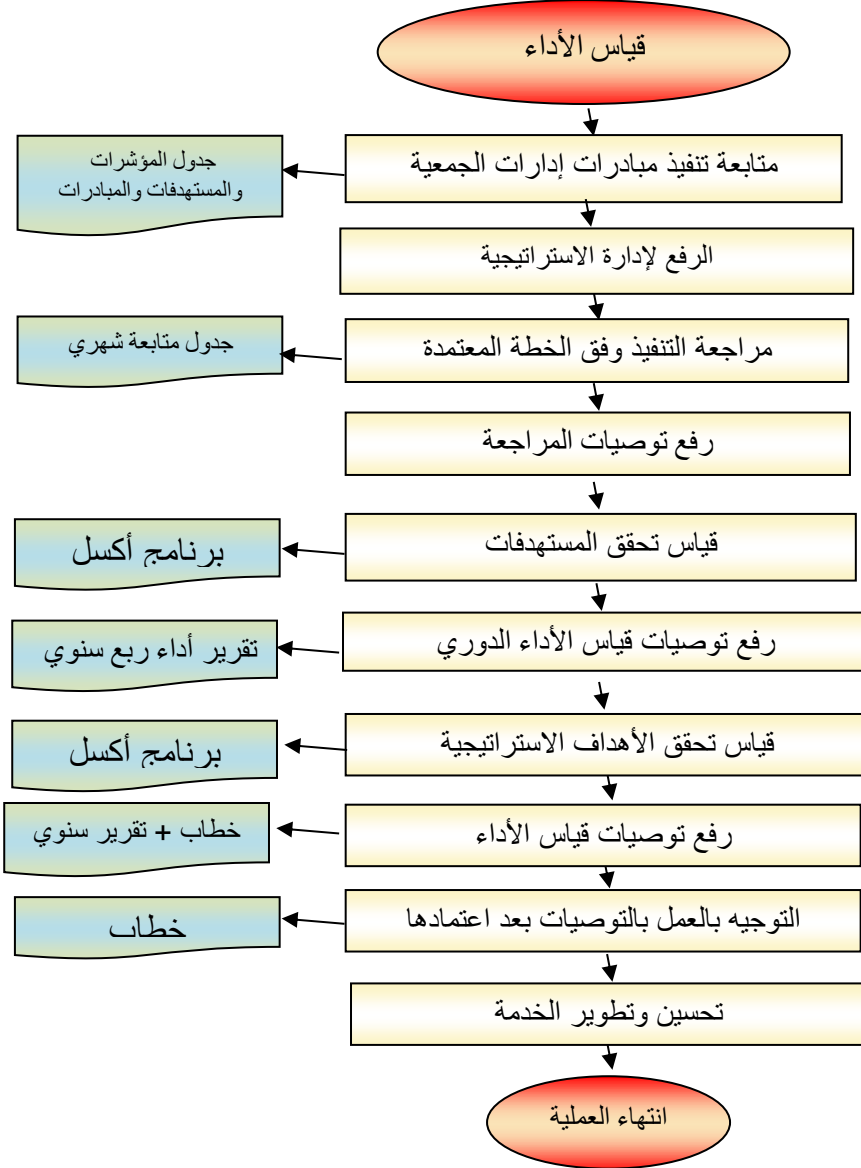 قياس الأداء
متابعة تنفيذ مبادرات إدارات الجمعية
جدول المؤشرات
والمستهدفات والمبادرات
الرفع لإدارة الاستراتيجية
مراجعة التنفيذ وفق الخطة المعتمدة
جدول متابعة شهري
رفع توصيات المراجعة
قياس تحقق المستهدفات
برنامج أكسل
رفع توصيات قياس الأداء الدوري
تقرير أداء ربع سنوي
قياس تحقق الأهداف الاستراتيجية
برنامج أكسل
رفع توصيات قياس الأداء
خطاب + تقرير سنوي
التوجيه بالعمل بالتوصيات بعد اعتمادها
خطاب
تحسين وتطوير الخدمة
انتهاء العملية